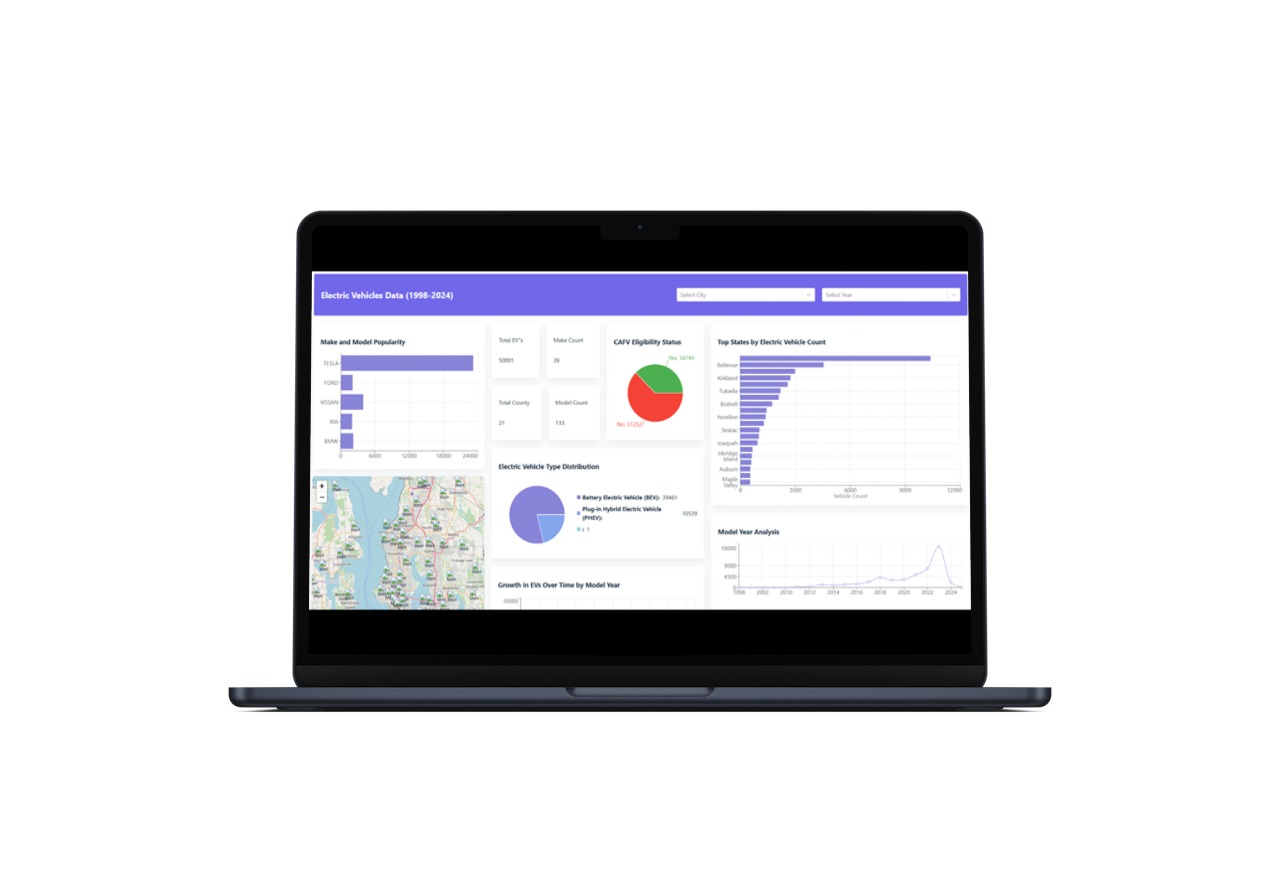 Electric Vehicles Data (1998-2024)
Select City
Select Year
Make and Model Popularity
TESLA
FORD
NISSAN
KIA
BMW
0 6000 12000 18000 24000
Total EV's
50001
Make Count
39
Total County
21
Model Count
133
CAFV Eligibility Status
Yes: 18749
No: 31252
Electric Vehicle Type Distribution
Battery Electric Vehicle (BEV): 39461
Plug-in Hybrid Electric Vehicle
(PHEV): 10539
: 1
Growth in EVs Over Time by Model Year
10000
Top States by Electric Vehicle Count
Bellevue
Kirkland
Tukwila
Bothell
horeline
Seatac
ssaquah
inbridge
Island
Auburn
Maple
Valley
0 3000 6000 9000 12000
Vehicle Count
Model Year Analysis
18000
9000
4500
0
1998 2002 2010 2012 2014 2016 2018 2020 2022 2024
+
−